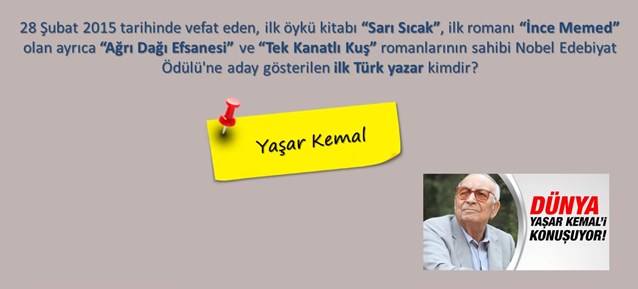 28 Şubat 2015 tarihinde vefat eden, ilk öykü kitabı “Sarı Sıcak”, ilk romanı “İnce Memed”
olan ayrıca “Ağrı Dağı Efsanesi” ve “Tek Kanatlı Kuş” romanlarının sahibi Nobel Edebiyat
Ödülü'ne aday gösterilen ilk Türk yazar kimdir?
Yaşar Kemal
DÜNYA
YAŞAR KEMAL'i
KONUŞUYOR!